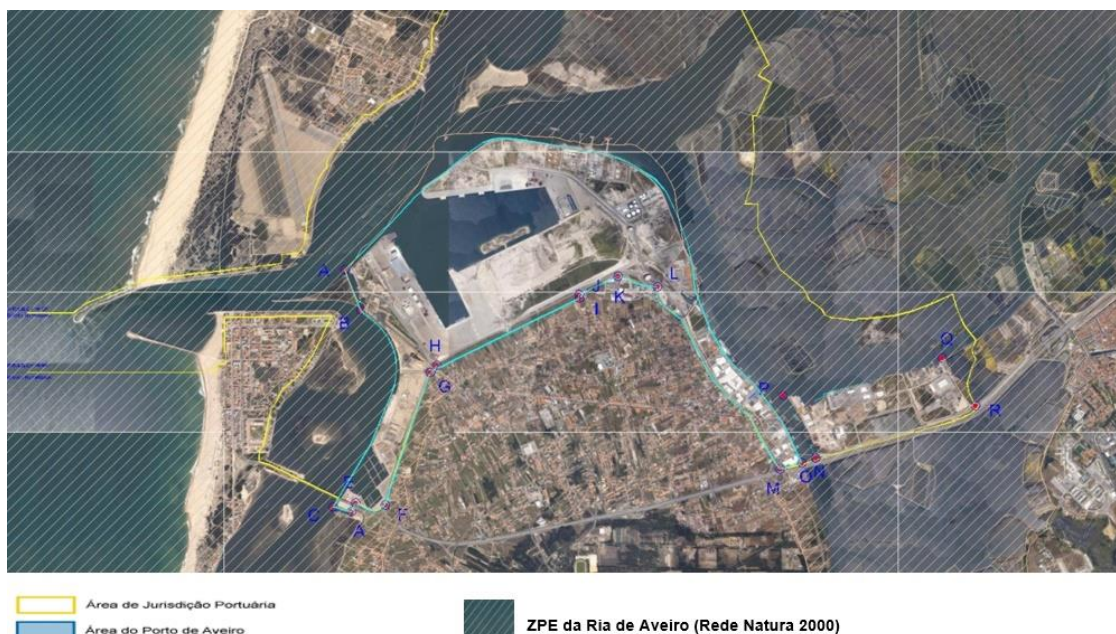 A
L
J
K
I
B
H
G
Q
P
R
N
O
M
E
C
F
A
Área de Jurisdição Portuária
Área do Porto de Aveiro
ZPE da Ria de Aveiro (Rede Natura 2000)